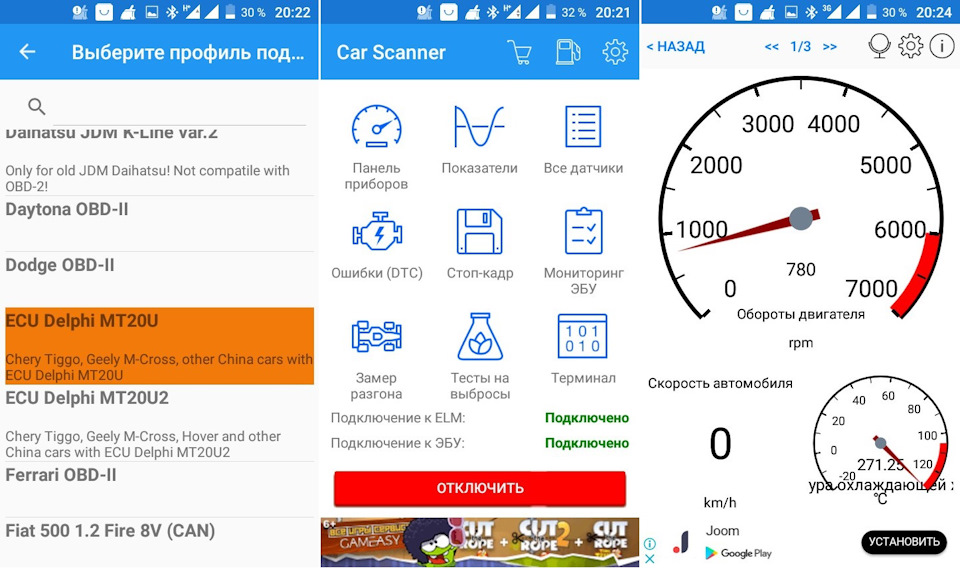 30 % 20:22
Выберите профиль под...
Daihatsu JDM K-Line Var.2
Only for old JDM Daihatsu! Not compatile with
OBD-2!
Daytona OBD-II
Dodge OBD-II
ECU Delphi MT20U
Chery Tiggo, Geely M-Cross, other China cars with
ECU Delphi MT20U
ECU Delphi MT20U2
Chery Tiggo, Geely M-Cross, Hover and other
China cars with ECU Delphi MT20U2
Ferrari OBD-II
Fiat 500 1.2 Fire 8V (CAN)
H+ 32 % 20:21
Car Scanner
Панель
приборов
Показатели
Все датчики
Ошибки (DTC)
Стоп-кадр
Мониторинг
ЭБУ
101
010
Замер
разгона
Тесты на
выбросы
Терминал
Подключение к ELM: Подключено
Подключение к ЭБУ: Подключено
ОТКЛЮЧИТЬ
6+
GAMEASY
CUT ROPE + CUT 2 ROPE + CUT ROPE
3G 30 % 20:24
< НАЗАД << 1/3 >>
3000 4000
2000 5000
1000 6000
780
0 7000
Обороты двигателя
rpm
Скорость автомобиля
0
km/h
60
40 80
20 100
0 120
-20
271.25
ура охлаждающей ж
°C
Joom
Google Play
УСТАНОВИТЬ